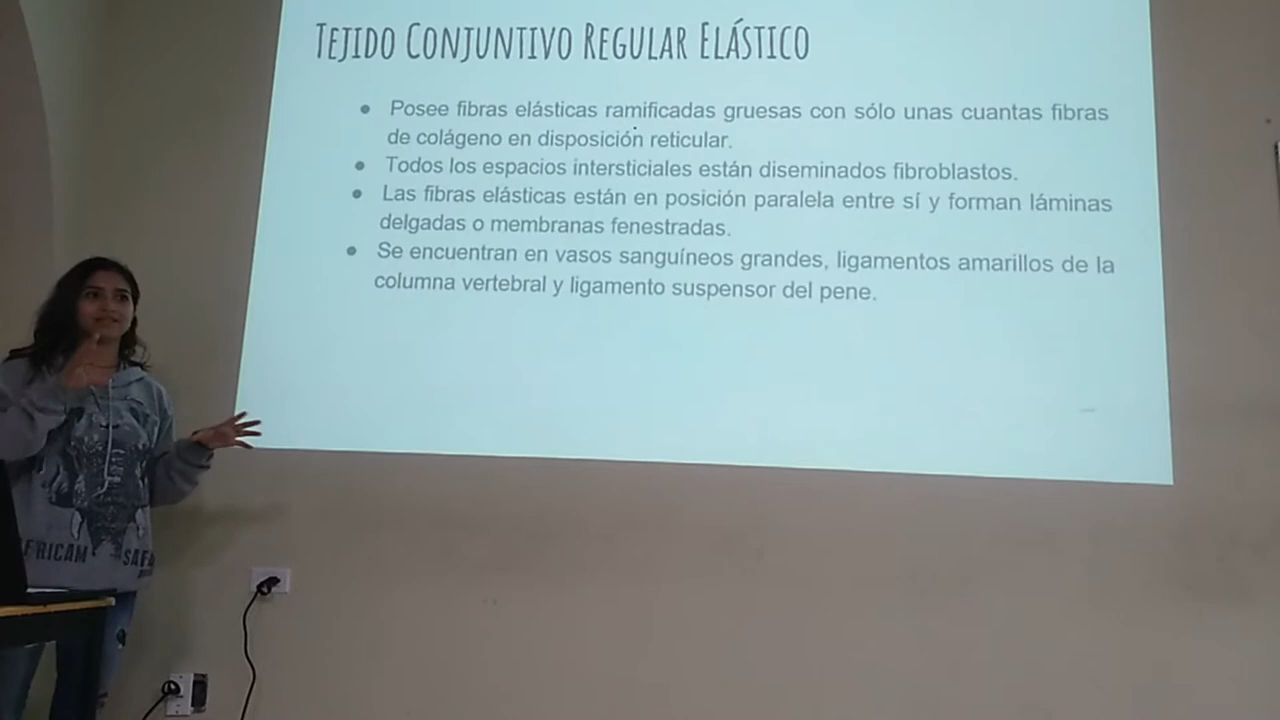 TEJIDO CONJUNTIVO REGULAR ELÁSTICO
● Posee fibras elásticas ramificadas gruesas con sólo unas cuantas fibras
de colágeno en disposición reticular.
● Todos los espacios intersticiales están diseminados fibroblastos.
● Las fibras elásticas están en posición paralela entre sí y forman láminas
delgadas o membranas fenestradas.
● Se encuentran en vasos sanguíneos grandes, ligamentos amarillos de la
columna vertebral y ligamento suspensor del pene.